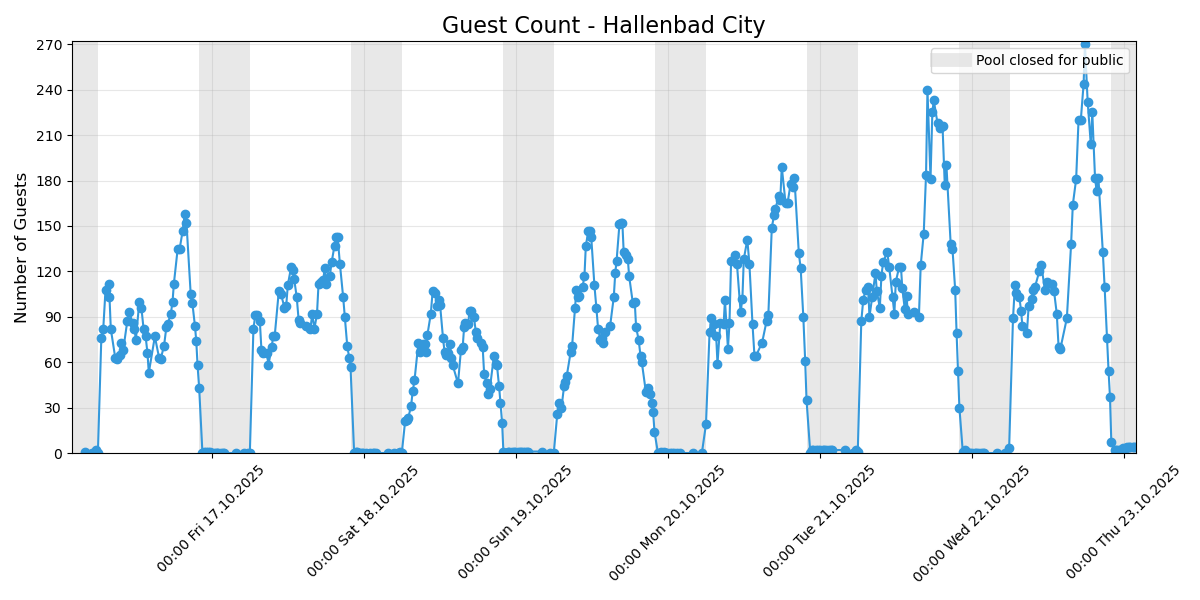 Guest Count - Hallenbad City
Pool closed for public
Number of Guests
270
240
210
180
150
120
90
60
30
0
00:00 Fri 17.10.2025
00:00 Sat 18.10.2025
00:00 Sun 19.10.2025
00:00 Mon 20.10.2025
00:00 Tue 21.10.2025
00:00 Wed 22.10.2025
00:00 Thu 23.10.2025